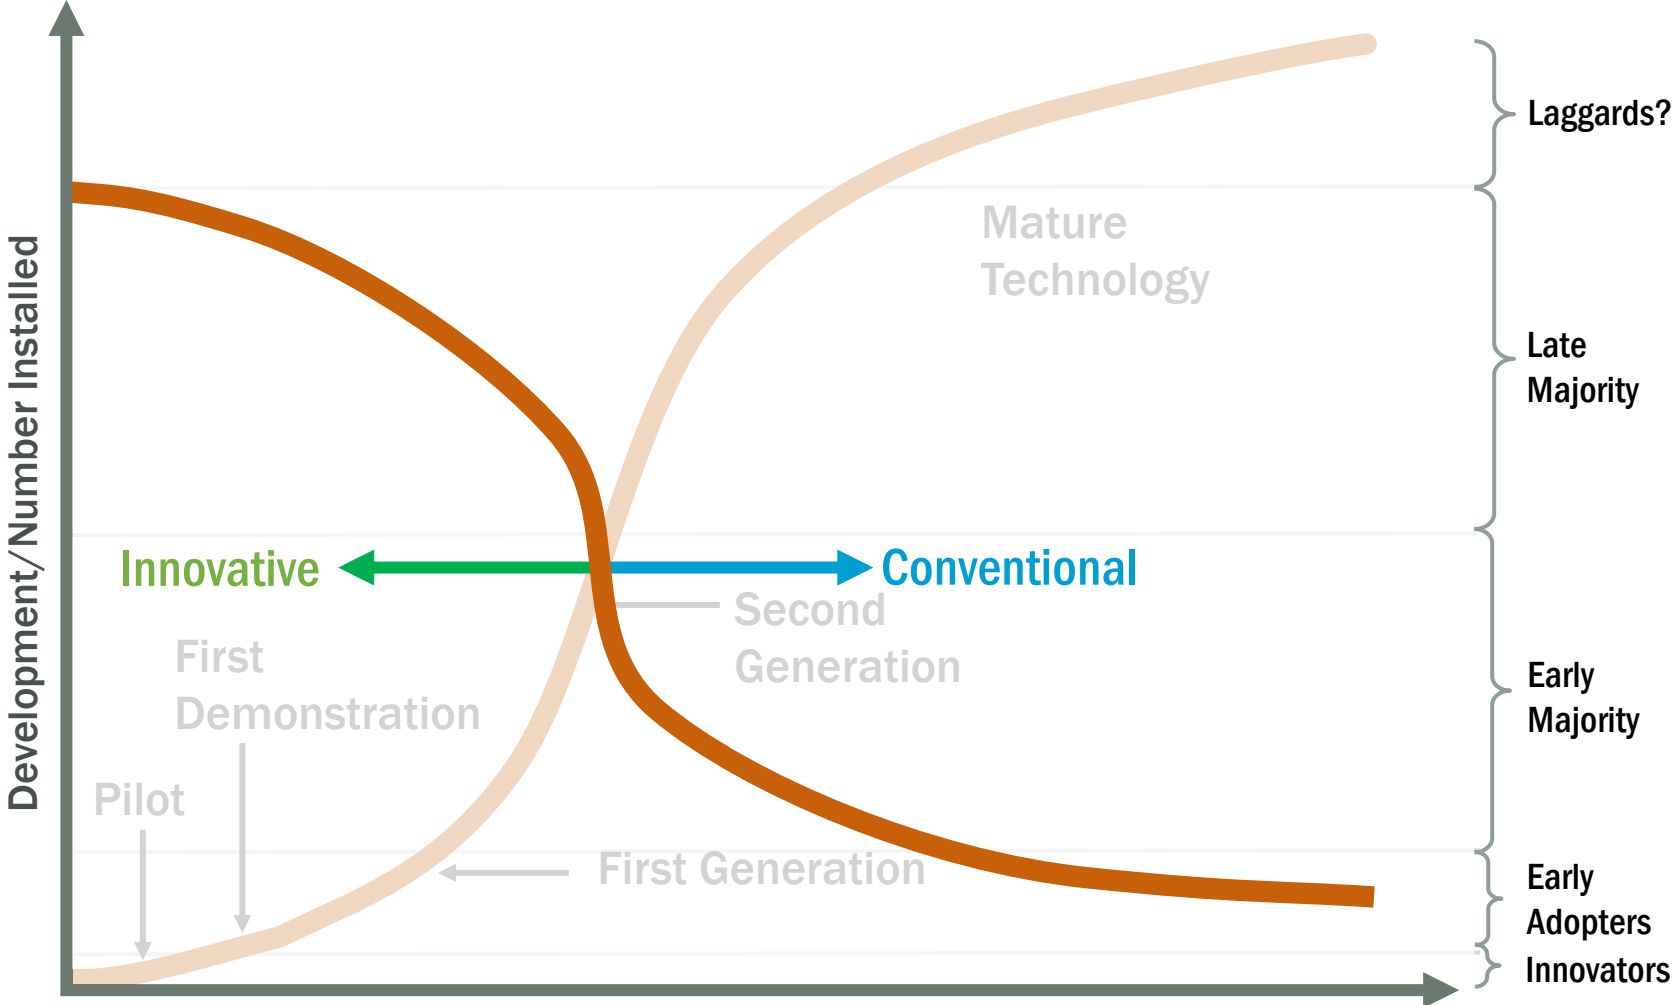 Development/Number Installed
Laggards?
Mature
Technology
Late
Majority
Innovative
Conventional
Second
Generation
First
Demonstration
Early
Majority
Pilot
First Generation
Early
Adopters
Innovators